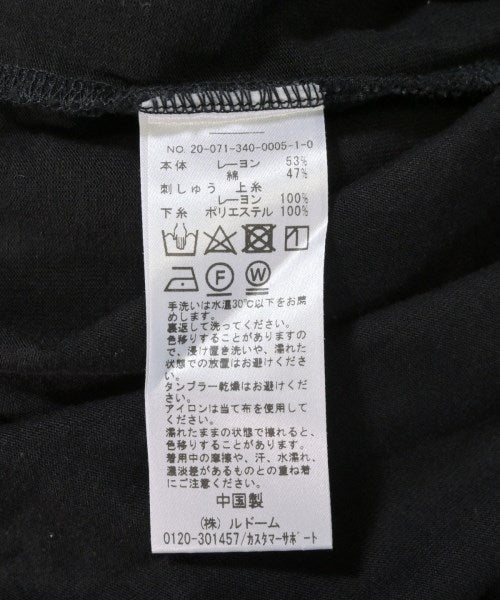 NO. 20-071-340-0005-1-0
本体 レーヨン 53%
綿 47%
刺しゅう 上糸
レーヨン 100%
下糸 ポリエステル 100%
F W
手洗いは水温30℃以下をお薦
めします。
裏返して洗ってください。
色移りすることがありますの
で、浸け置き洗いや、濡れた
状態での放置はお避けくださ
い。
タンブラー乾燥はお避けくだ
さい。
アイロンは当て布を使用して
ください。
濡れたままの状態で擦れると、
色移りすることがあります。
着用中の摩擦や、汗、水濡れ、
濃淡差があるものとの重ね着
にご注意ください。
中国製
(株) ルドーム
0120-301457/カスタマーサポート